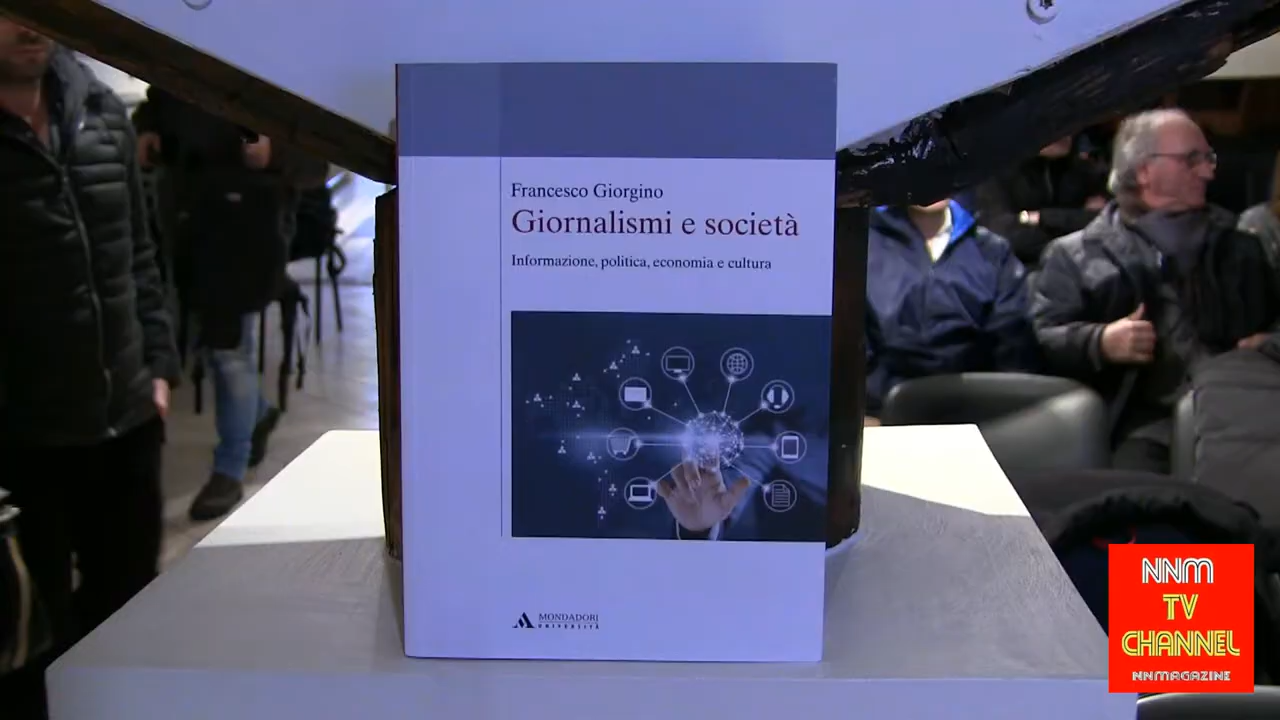 Francesco Giorgino
Giornalismi e società
Informazione, politica, economia e cultura
MONDADORI
UNIVERSITÀ
NNM
TV
CHANNEL
NNMAGAZINE